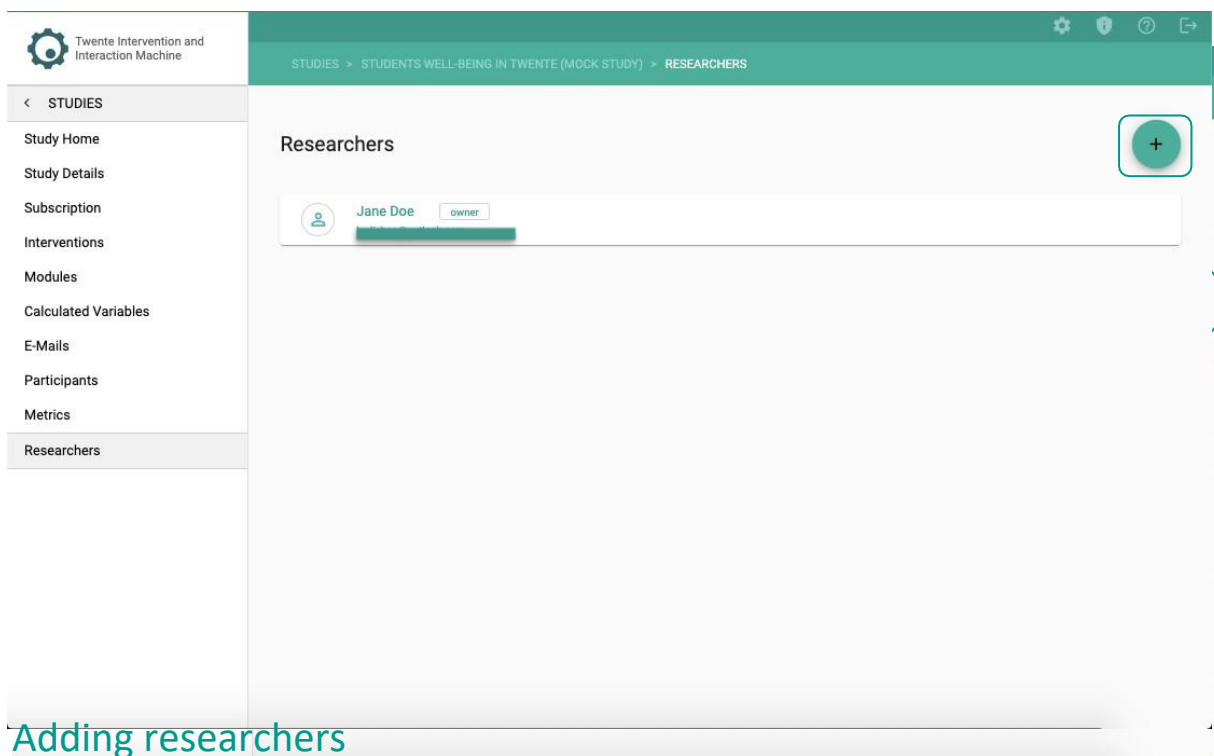 Twente Intervention and
Interaction Machine
STUDIES > STUDENTS WELL-BEING IN TWENTE (MOCK STUDY) > RESEARCHERS
< STUDIES
Study Home
Study Details
Subscription
Interventions
Modules
Calculated Variables
E-Mails
Participants
Metrics
Researchers
Researchers
+
Jane Doe owner
Adding researchers